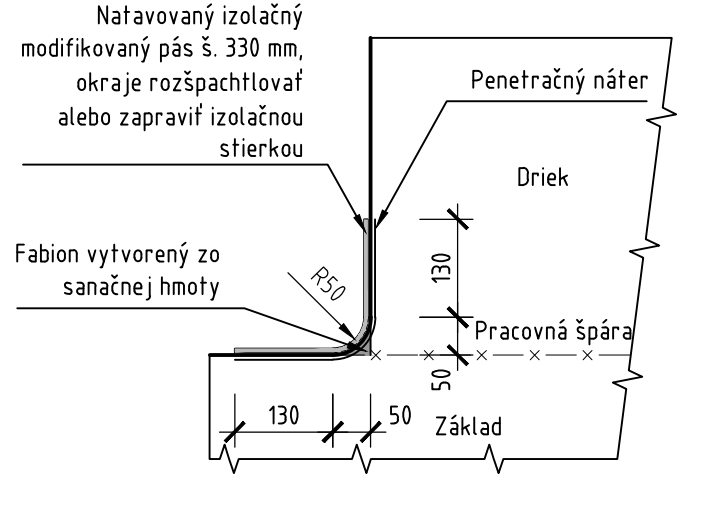 Natavovaný izolačný
modifikovaný pás š. 330 mm,
okraje rozšpachtlovať
alebo zapraviť izolačnou
stierkou
Penetračný náter
Driek
Fabion vytvorený zo
sanačnej hmoty
R50
130
Pracovná špára
50
130
50
Základ